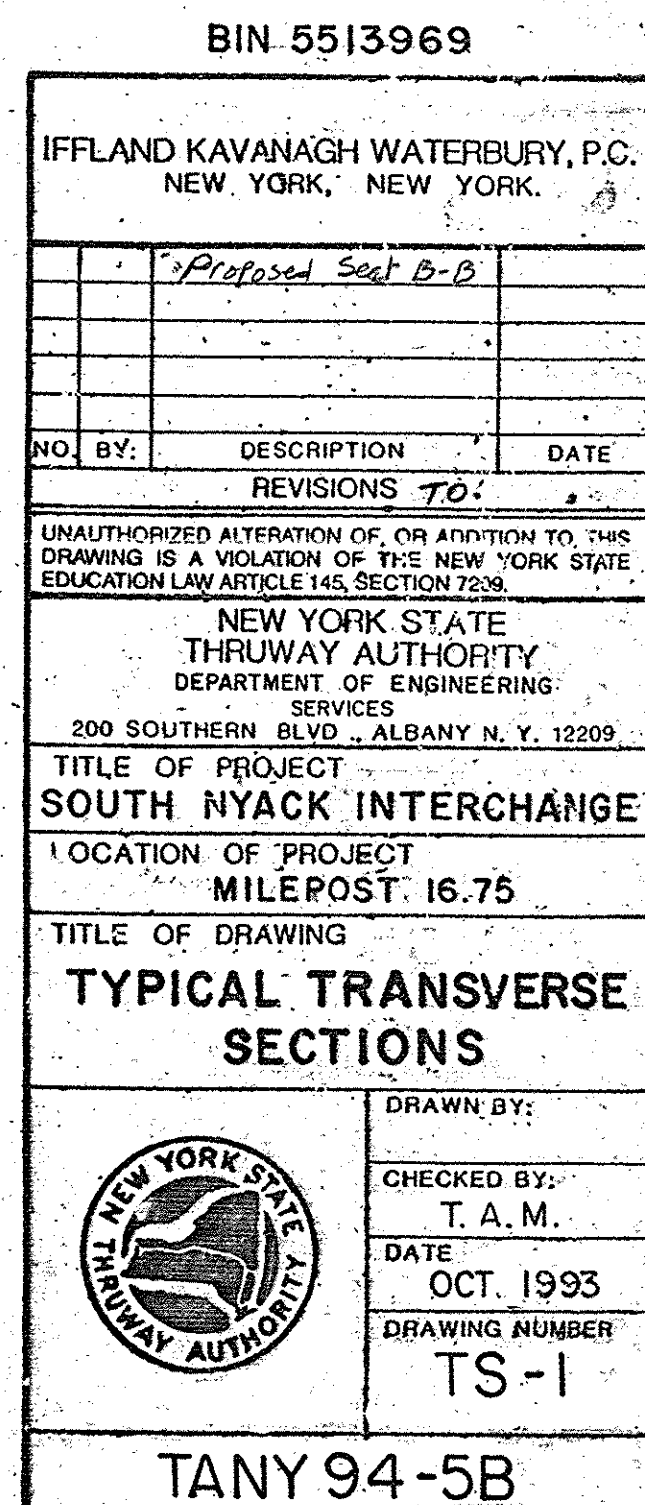 BIN 5513969
IFFLAND KAVANAGH WATERBURY, P.C.
NEW YORK, NEW YORK.
Proposed Sect B-B
NO. BY: DESCRIPTION DATE
REVISIONS TO:
UNAUTHORIZED ALTERATION OF, OR ADDITION TO, THIS
DRAWING IS A VIOLATION OF THE NEW YORK STATE
EDUCATION LAW ARTICLE 145, SECTION 7209.
NEW YORK STATE
THRUWAY AUTHORITY
DEPARTMENT OF ENGINEERING
SERVICES
200 SOUTHERN BLVD., ALBANY N. Y. 12209
TITLE OF PROJECT
SOUTH NYACK INTERCHANGE
LOCATION OF PROJECT
MILEPOST 16.75
TITLE OF DRAWING
TYPICAL TRANSVERSE
SECTIONS
NEW YORK STATE
THRUWAY AUTHORITY
DRAWN BY:
CHECKED BY:
T. A. M.
DATE
OCT. 1993
DRAWING NUMBER
TS-1
TANY 94-5B